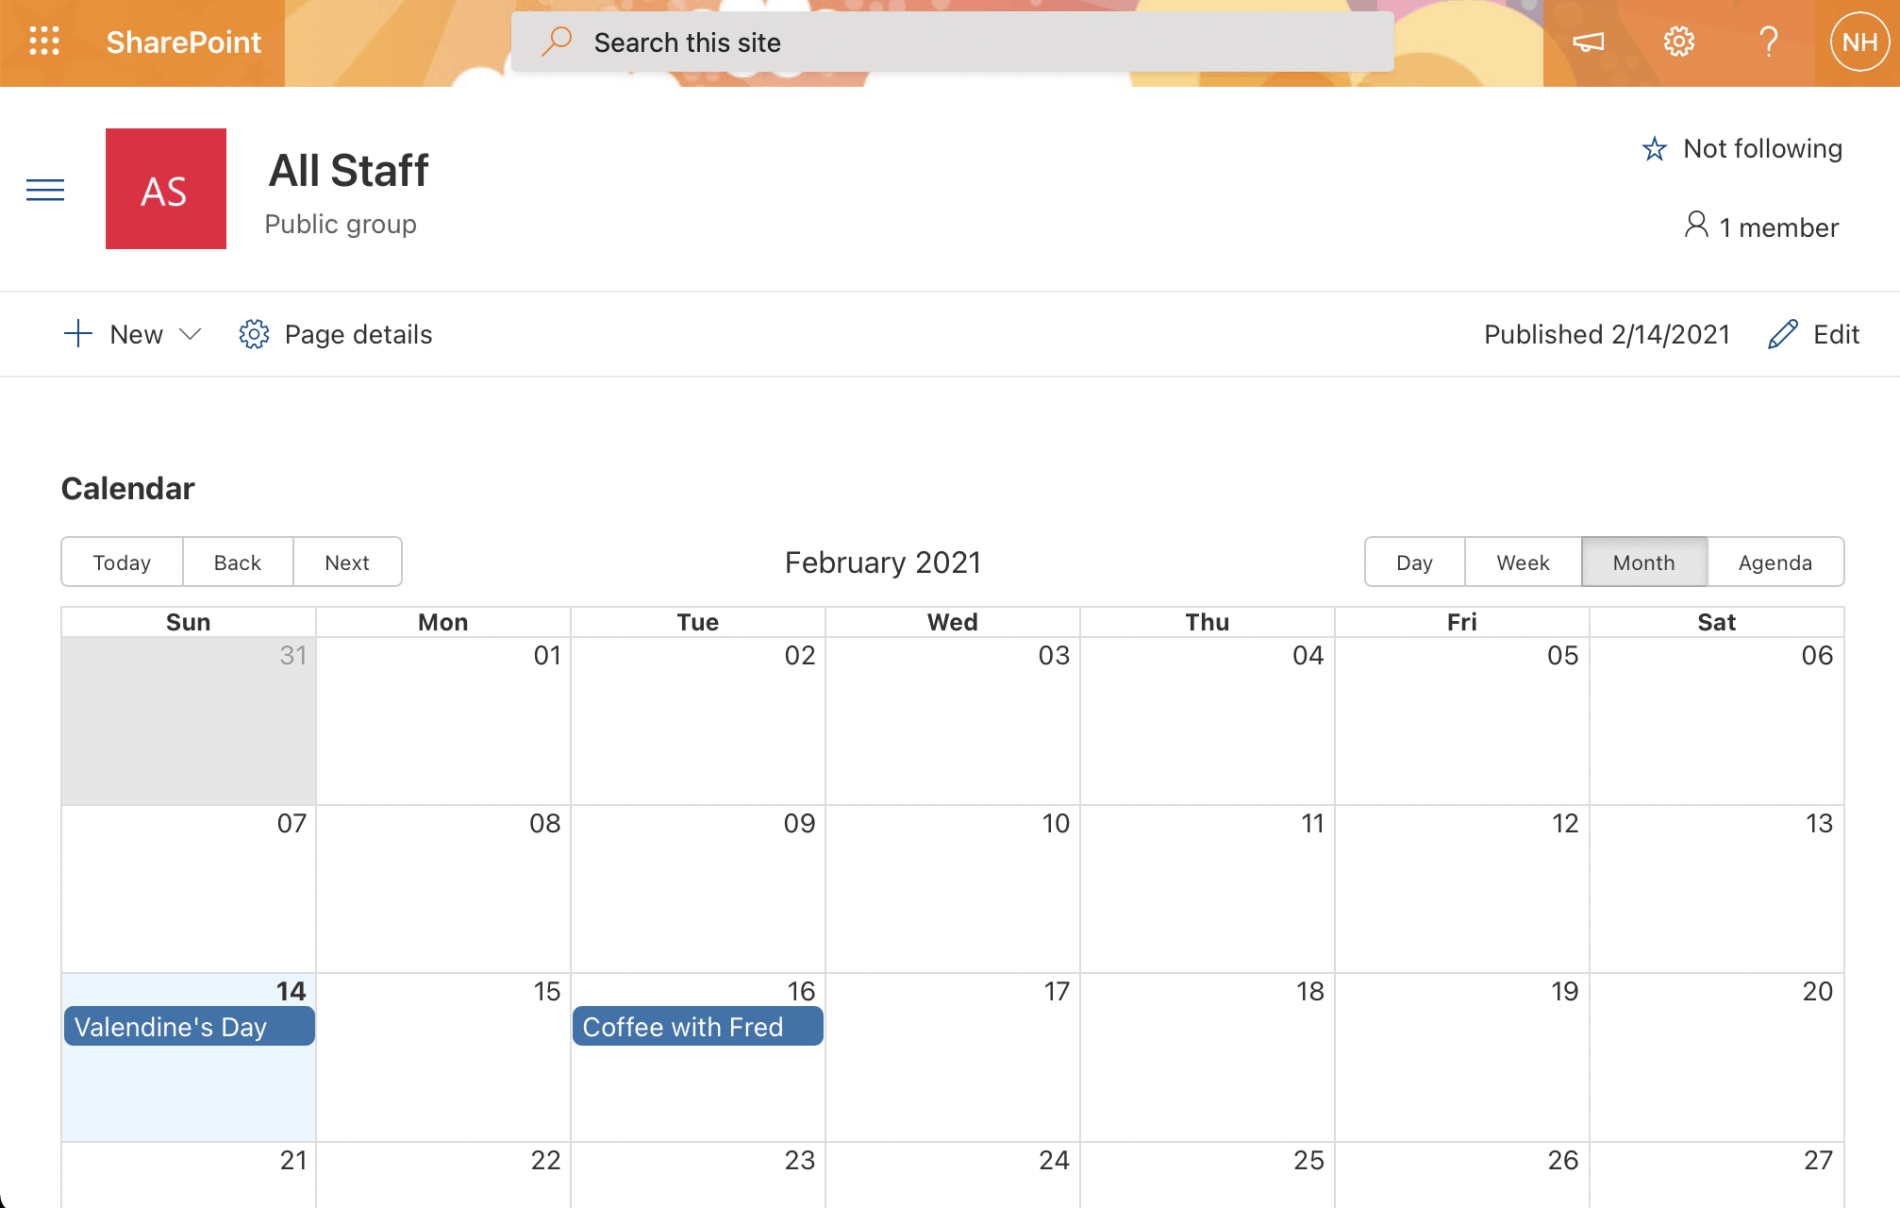 SharePoint
Search this site
?
NH
AS
All Staff
Public group
Not following
1 member
New
Page details
Published 2/14/2021
Edit
Calendar
Today Back Next
February 2021
Day Week Month Agenda
Sun Mon Tue Wed Thu Fri Sat
31 01 02 03 04 05 06
07 08 09 10 11 12 13
14 15 16 17 18 19 20
Valendine's Day Coffee with Fred
21 22 23 24 25 26 27